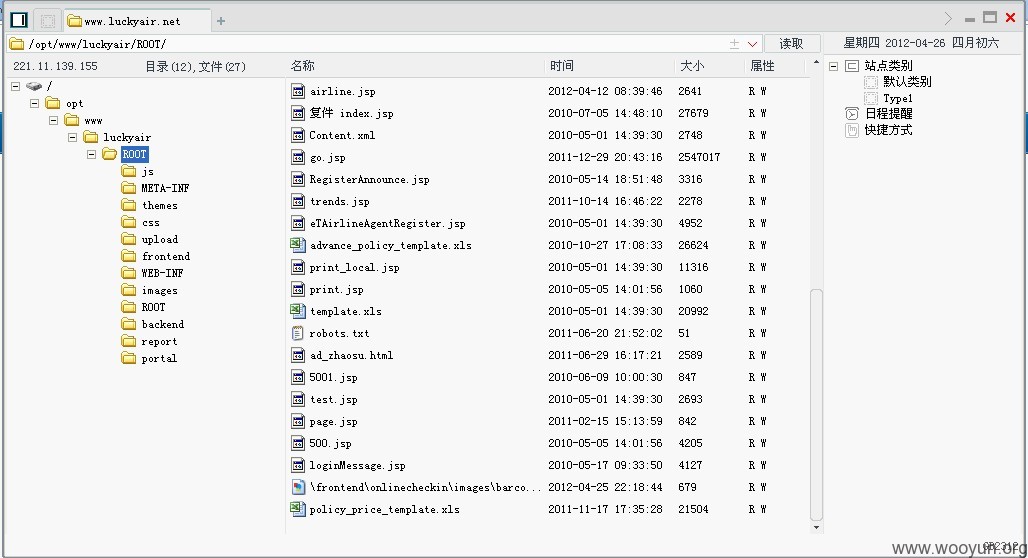 www.luckyair.net
/opt/www/luckyair/ROOT/
读取
星期四 2012-04-26 四月初六
221.11.139.155 目录(12),文件(27)
名称 时间 大小 属性
/
opt
www
luckyair
ROOT
js
META-INF
themes
css
upload
frontend
WEB-INF
images
ROOT
backend
report
portal
airline.jsp 2012-04-12 08:39:46 2641 R W
复件 index.jsp 2010-07-05 14:48:10 27679 R W
Content.xml 2010-05-01 14:39:30 2748 R W
go.jsp 2011-12-29 20:43:16 2547017 R W
RegisterAnnounce.jsp 2010-05-14 18:51:48 3316 R W
trends.jsp 2011-10-14 16:46:22 2278 R W
eTAirlineAgentRegister.jsp 2010-05-01 14:39:30 4952 R W
advance_policy_template.xls 2010-10-27 17:08:33 26624 R W
print_local.jsp 2010-05-01 14:39:30 11316 R W
print.jsp 2010-05-05 14:01:56 1060 R W
template.xls 2010-05-01 14:39:30 20992 R W
robots.txt 2011-06-20 21:52:02 51 R W
ad_zhaosu.html 2011-06-29 16:17:21 2589 R W
5001.jsp 2010-06-09 10:00:30 847 R W
test.jsp 2010-05-01 14:39:30 2693 R W
page.jsp 2011-02-15 15:13:59 842 R W
500.jsp 2010-05-05 14:01:56 4205 R W
loginMessage.jsp 2010-05-17 09:33:50 4127 R W
\frontend\onlinecheckin\images\barco... 2012-04-25 22:18:44 679 R W
policy_price_template.xls 2011-11-17 17:35:28 21504 R W
站点类别
默认类别
Type1
日程提醒
快捷方式
GB2312
www.wooyun.org